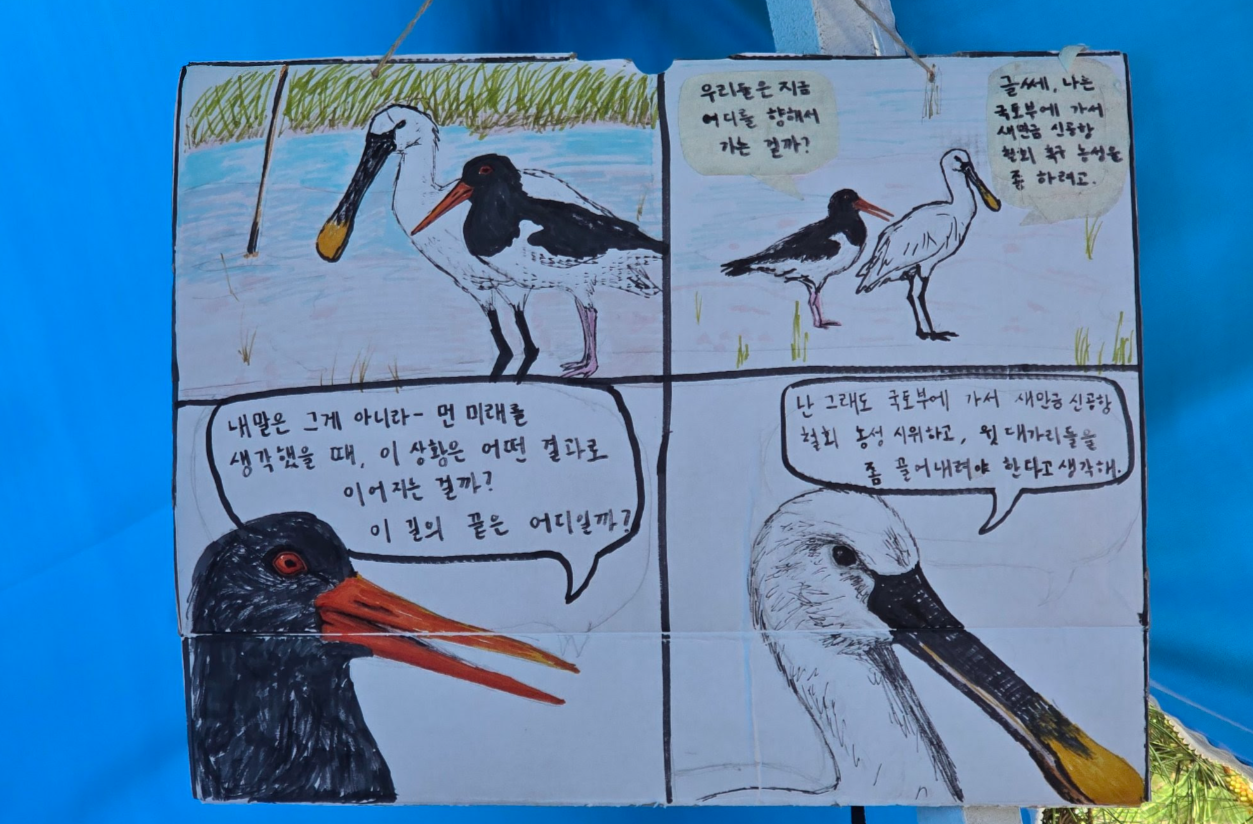 우리들은 지금
어디를 향해서
가는 걸까?
글쎄, 나는
국토부에 가서
새만금 신공항
철회 촉구 농성을
좀 하려고.
내말은 그게 아니라- 먼 미래를
생각했을 때, 이 상황은 어떤 결과로
이어지는 걸까?
이 길의 끝은 어디일까?
난 그래도 국토부에 가서 새만금 신공항
철회 농성 시위하고, 윗 대가리들을
좀 끌어내려야 한다고 생각해.